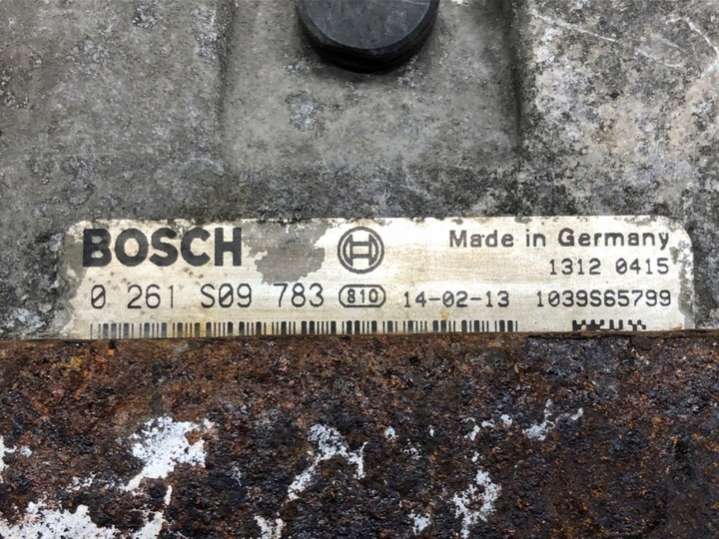 BOSCH Made in Germany
1312 0415
0 261 S09 783 810 14-02-13 1039S65799